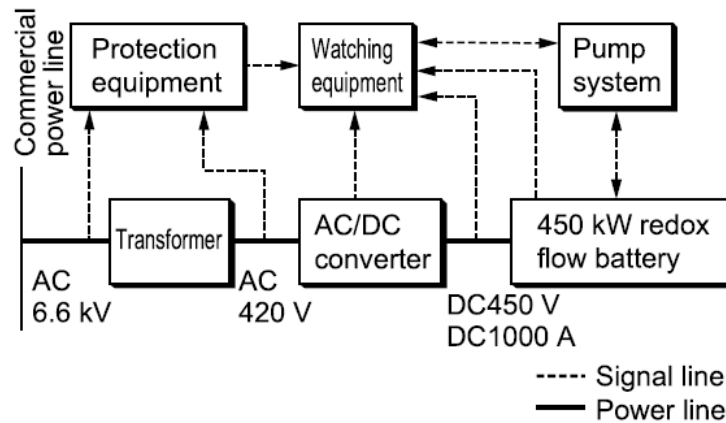 Commercial
power line
Protection
equipment
Watching
equipment
Pump
system
Transformer
AC/DC
converter
450 kW redox
flow battery
AC
6.6 kV
AC
420 V
DC450 V
DC1000 A
Signal line
Power line